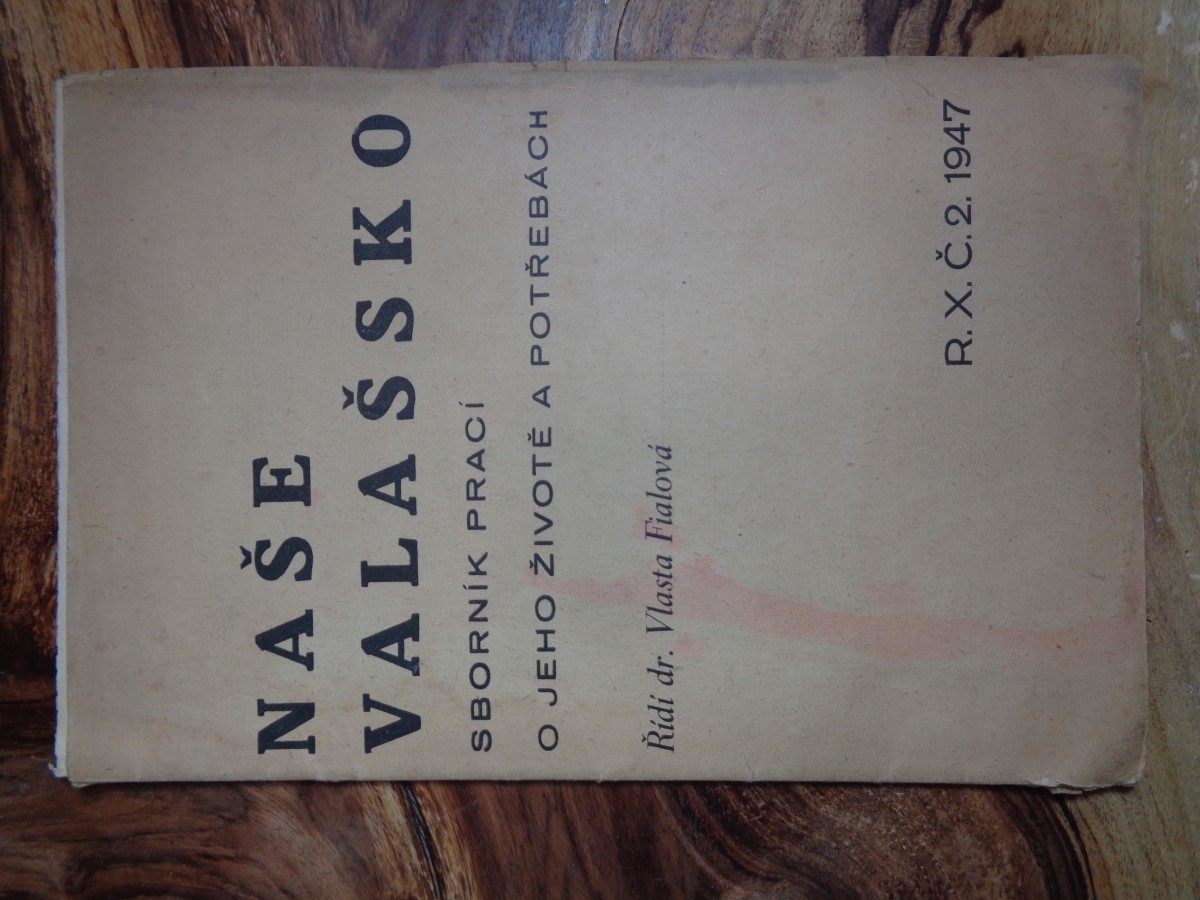 NAŠE
VALAŠSKO
SBORNÍK PRACÍ
O JEHO ŽIVOTĚ A POTŘEBÁCH
Řídí dr. Vlasta Fialová
R. X. Č. 2. 1947